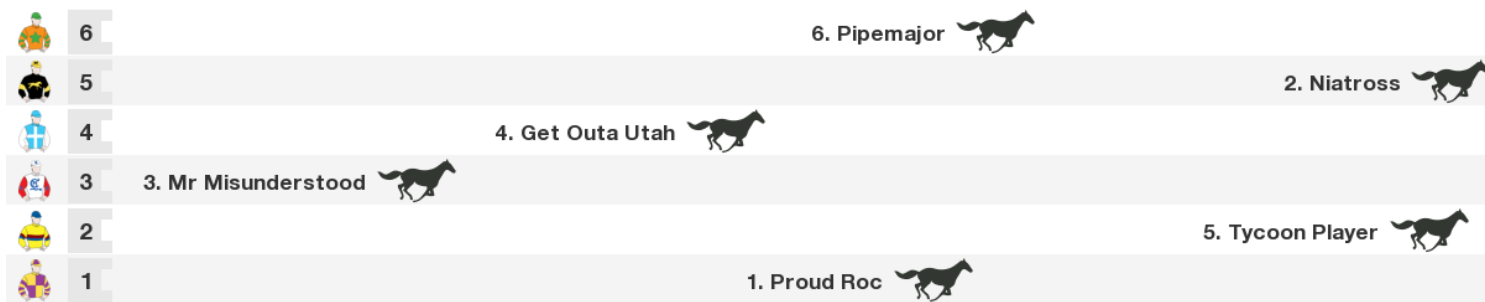 6 6. Pipemajor
5 2. Niatross
4 4. Get Outa Utah
3 3. Mr Misunderstood
2 5. Tycoon Player
1 1. Proud Roc